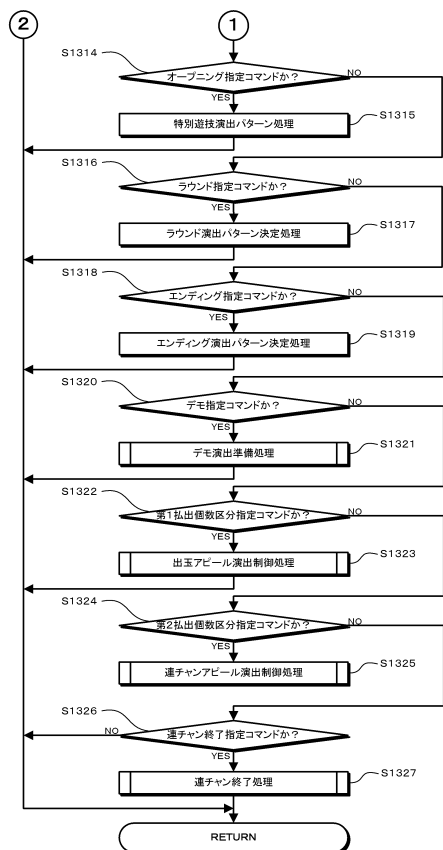 2
1
S1314
オープニング指定コマンドか？
NO
YES
特別遊技演出パターン処理
S1315
S1316
ラウンド指定コマンドか？
NO
YES
ラウンド演出パターン決定処理
S1317
S1318
エンディング指定コマンドか？
NO
YES
エンディング演出パターン決定処理
S1319
S1320
デモ指定コマンドか？
NO
YES
デモ演出準備処理
S1321
S1322
第1払出個数区分指定コマンドか？
NO
YES
出玉アピール演出制御処理
S1323
S1324
第2払出個数区分指定コマンドか？
NO
YES
連チャンアピール演出制御処理
S1325
S1326
連チャン終了指定コマンドか？
NO
YES
連チャン終了処理
S1327
RETURN